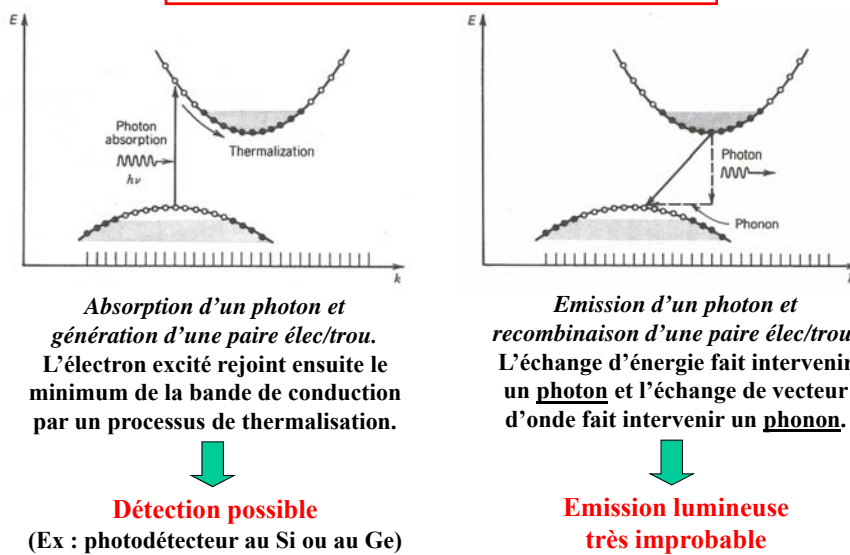 E
Photon
absorption
hν
Thermalization
k
Absorption d’un photon et
génération d’une paire élec/trou.
L’électron excité rejoint ensuite le
minimum de la bande de conduction
par un processus de thermalisation.
Détection possible
(Ex : photodétecteur au Si ou au Ge)
E
Photon
Phonon
Emission d’un photon et
recombinaison d’une paire élec/trou
L’échange d’énergie fait intervenir
un photon et l’échange de vecteur
d’onde fait intervenir un phonon.
Emission lumineuse
très improbable